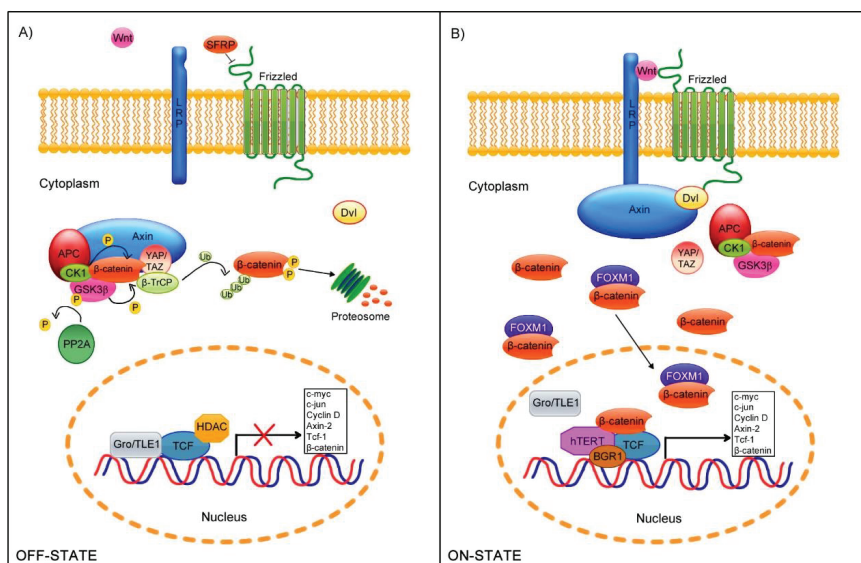 A)
Wnt
SFRP
Frizzled
LRP
Cytoplasm
Dvl
Axin
APC
P
CK1
β-catenin
YAP/
TAZ
GSK3β
β-TrCP
P
P
P
PP2A
Ub
Ub
Ub
Ub
Ub
β-catenin
P
P
Proteosome
HDAC
Gro/TLE1
TCF
c-myc
c-jun
Cyclin D
Axin-2
Tcf-1
β-catenin
Nucleus
OFF-STATE
B)
Wnt
Frizzled
LRP
Cytoplasm
Axin
Dvl
YAP/
TAZ
APC
CK1
β-catenin
GSK3β
β-catenin
FOXM1
β-catenin
FOXM1
β-catenin
β-catenin
FOXM1
β-catenin
Gro/TLE1
β-catenin
hTERT
TCF
BGR1
c-myc
c-jun
Cyclin D
Axin-2
Tcf-1
β-catenin
Nucleus
ON-STATE